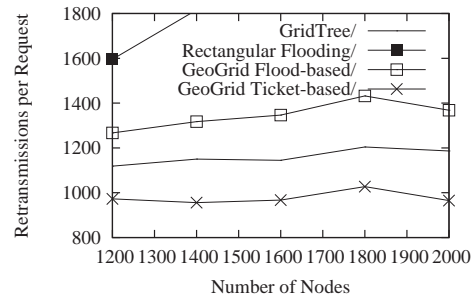 Retransmissions per Request
1800
1600
1400
1200
1000
800
GridTree/
Rectangular Flooding/
GeoGrid Flood-based/
GeoGrid Ticket-based/
1200 1300 1400 1500 1600 1700 1800 1900 2000
Number of Nodes